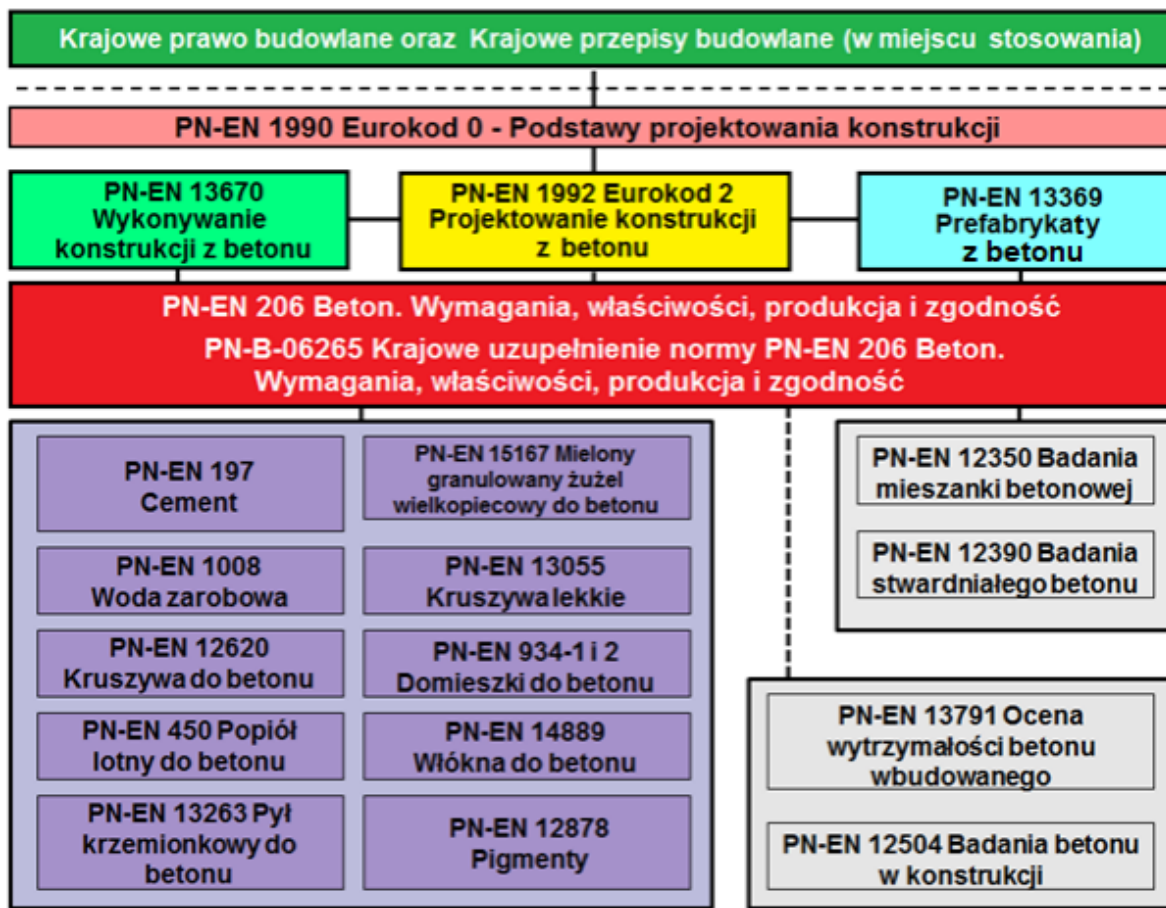 Krajowe prawo budowlane oraz Krajowe przepisy budowlane (w miejscu stosowania)
PN-EN 1990 Eurokod 0 - Podstawy projektowania konstrukcji
PN-EN 13670
Wykonywanie
konstrukcji z betonu
PN-EN 1992 Eurokod 2
Projektowanie konstrukcji
z betonu
PN-EN 13369
Prefabrykaty
z betonu
PN-EN 206 Beton. Wymagania, właściwości, produkcja i zgodność
PN-B-06265 Krajowe uzupełnienie normy PN-EN 206 Beton.
Wymagania, właściwości, produkcja i zgodność
PN-EN 197
Cement
PN-EN 15167 Mielony
granulowany żużel
wielkopiecowy do betonu
PN-EN 1008
Woda zarobowa
PN-EN 13055
Kruszywa lekkie
PN-EN 12620
Kruszywa do betonu
PN-EN 934-1 i 2
Domieszki do betonu
PN-EN 450 Popiół
lotny do betonu
PN-EN 14889
Włókna do betonu
PN-EN 13263 Pył
krzemionkowy do
betonu
PN-EN 12878
Pigmenty
PN-EN 12350 Badania
mieszanki betonowej
PN-EN 12390 Badania
stwardniałego betonu
PN-EN 13791 Ocena
wytrzymałości betonu
wbudowanego
PN-EN 12504 Badania betonu
w konstrukcji